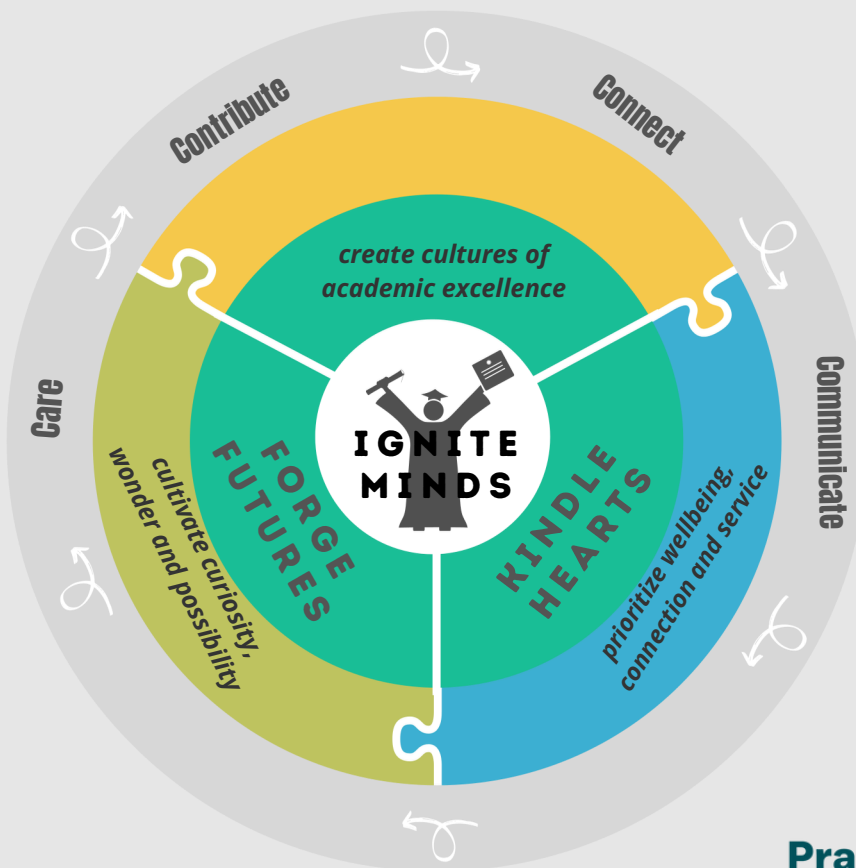 Contribute
Connect
create cultures of
academic excellence
Care
Communicate
IGNITE
MINDS
FORGE
FUTURES
KINDLE
HEARTS
cultivate curiosity,
wonder and possibility
prioritize wellbeing,
connection and service
Pra